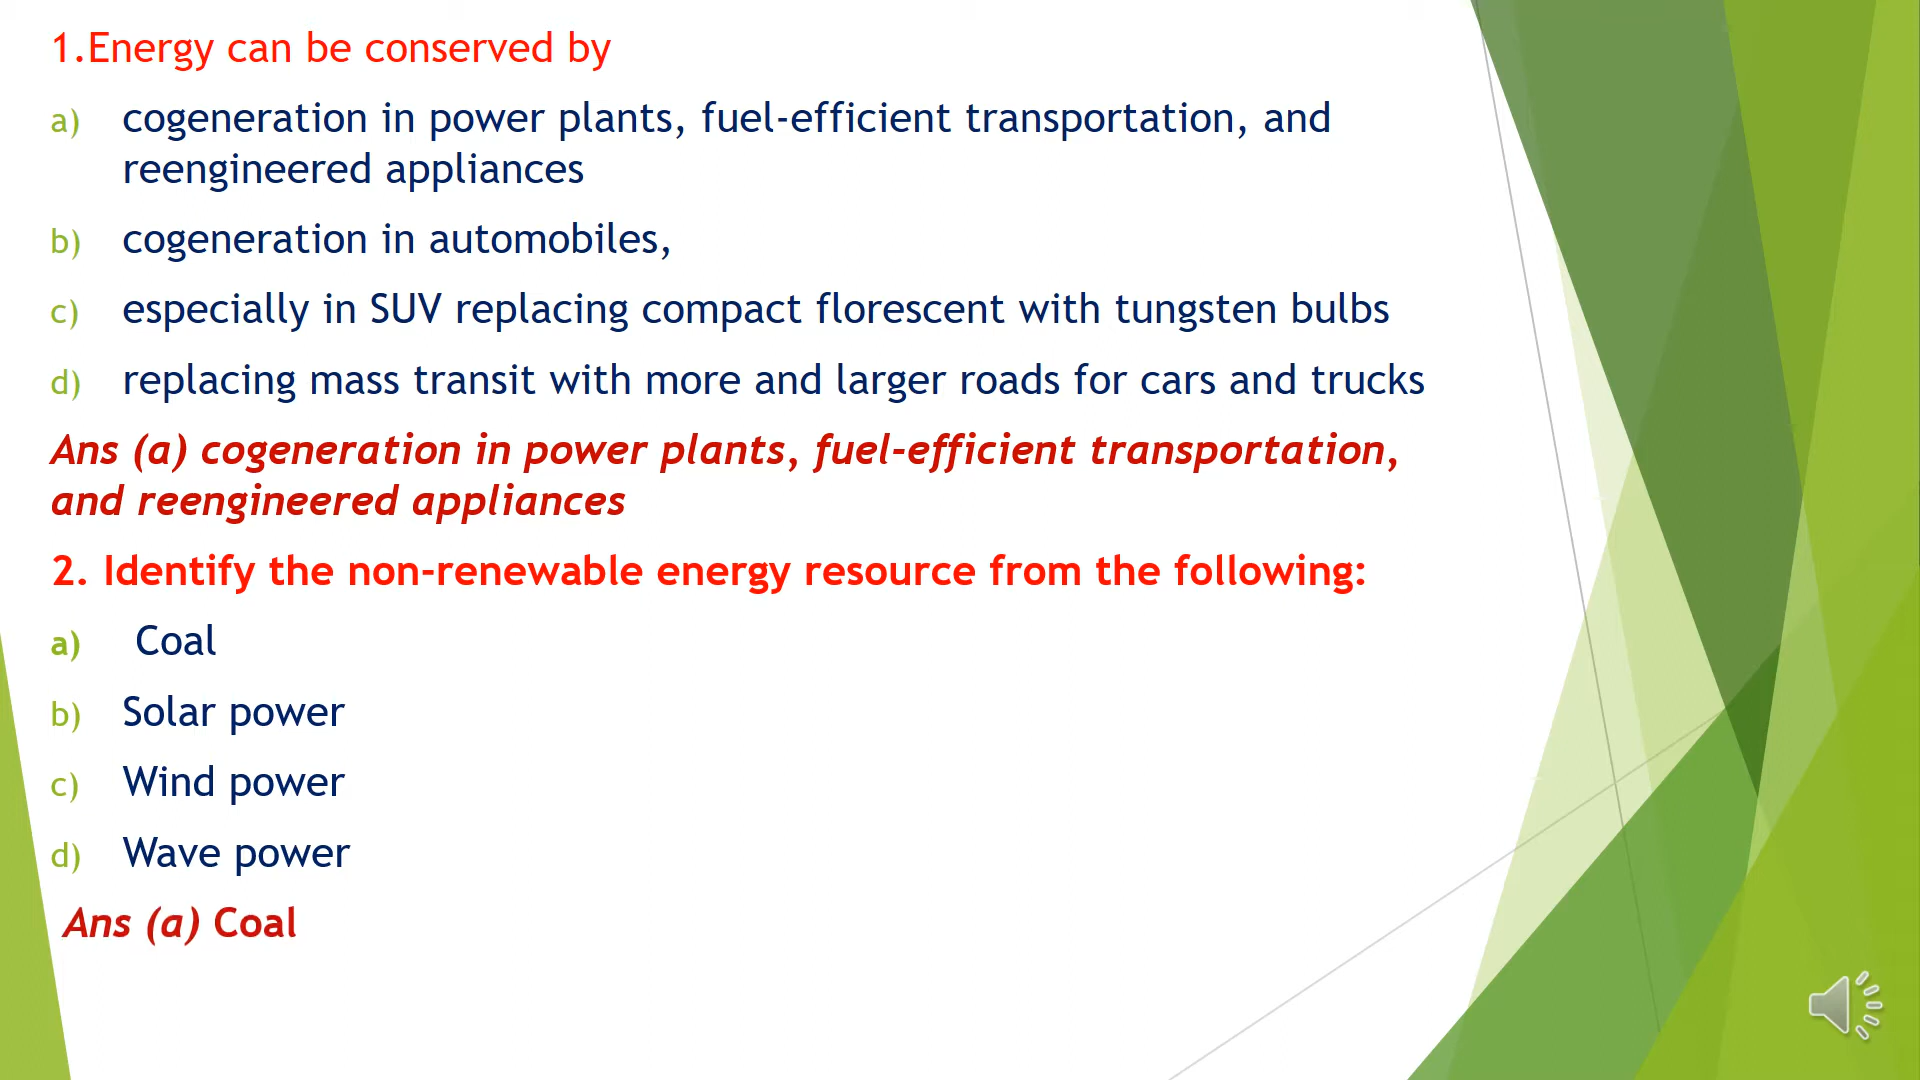 1.Energy can be conserved by
a) cogeneration in power plants, fuel-efficient transportation, and
reengineered appliances
b) cogeneration in automobiles,
c) especially in SUV replacing compact florescent with tungsten bulbs
d) replacing mass transit with more and larger roads for cars and trucks
Ans (a) cogeneration in power plants, fuel-efficient transportation,
and reengineered appliances
2. Identify the non-renewable energy resource from the following:
a) Coal
b) Solar power
c) Wind power
d) Wave power
Ans (a) Coal